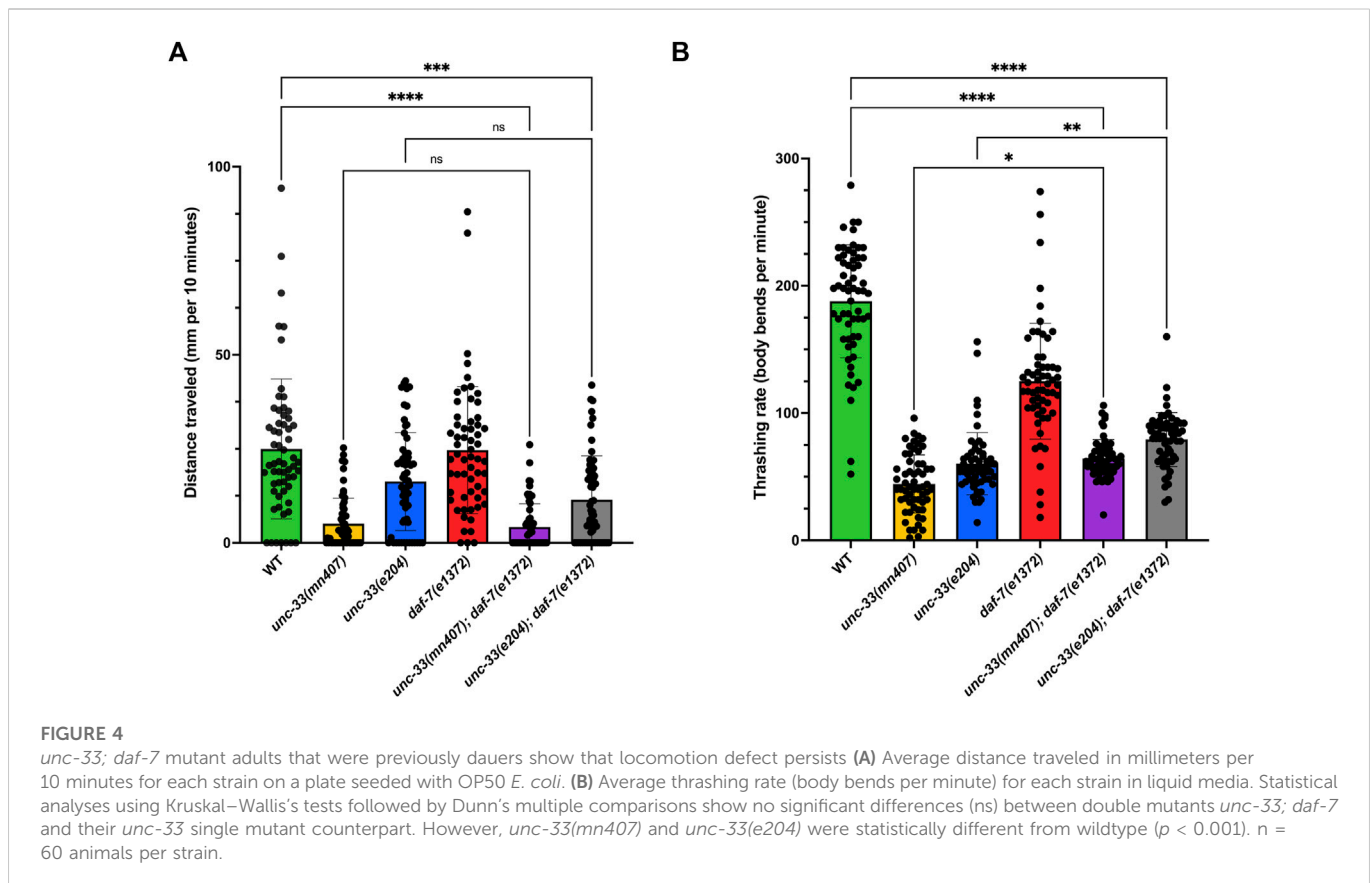 A
***
****
ns
ns
100
50
0
Distance traveled (mm per 10 minutes)
WT
unc-33(mn407)
unc-33(e204)
daf-7(e1372)
unc-33(mn407); daf-7(e1372)
unc-33(e204); daf-7(e1372)
B
****
****
**
*
300
200
100
0
Thrashing rate (body bends per minute)
WT
unc-33(mn407)
unc-33(e204)
daf-7(e1372)
unc-33(mn407); daf-7(e1372)
unc-33(e204); daf-7(e1372)
FIGURE 4
unc-33; daf-7 mutant adults that were previously dauers show that locomotion defect persists (A) Average distance traveled in millimeters per
10 minutes for each strain on a plate seeded with OP50 E. coli. (B) Average thrashing rate (body bends per minute) for each strain in liquid media. Statistical
analyses using Kruskal–Wallis's tests followed by Dunn's multiple comparisons show no significant differences (ns) between double mutants unc-33; daf-7
and their unc-33 single mutant counterpart. However, unc-33(mn407) and unc-33(e204) were statistically different from wildtype (p < 0.001). n =
60 animals per strain.